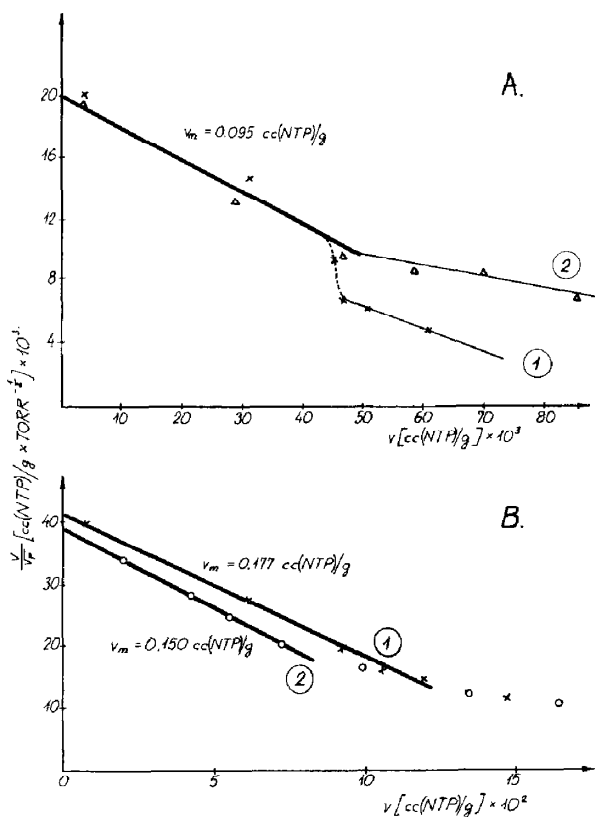 A.
20
16
12
8
4
v_m = 0.095 cc(NTP)/g
2
1
10 20 30 40 50 60 70 80
v [cc(NTP)/g] × 10³
V/√P [cc(NTP)/g × TORR^-½] × 10³
B.
40
30
20
10
v_m = 0.177 cc(NTP)/g
v_m = 0.150 cc(NTP)/g
1
2
0 5 10 15
v [cc(NTP)/g] × 10²